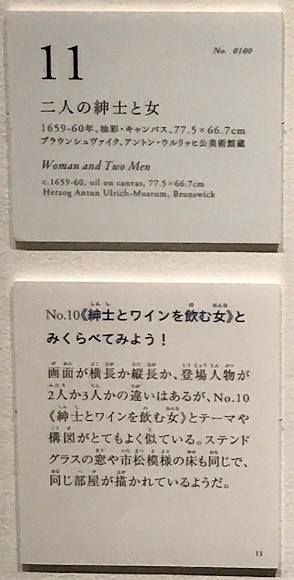 11
No. 0100
二人の紳士と女
1659-60年、油彩・キャンバス、77.5×66.7cm
ブラウンシュヴァイク、アントン・ウルリッヒ公美術館蔵
Woman and Two Men
c.1659-60, oil on canvas, 77.5×66.7cm
Herzog Anton Ulrich-Museum, Brunswick
No.10《紳士とワインを飲む女》と
みくらべてみよう！
画面が横長か縦長か、登場人物が
2人か3人かの違いはあるが、No.10
《紳士とワインを飲む女》とテーマや
構図がとてもよく似ている。ステンド
グラスの窓や市松模様の床も同じで、
同じ部屋が描かれているようだ。
11